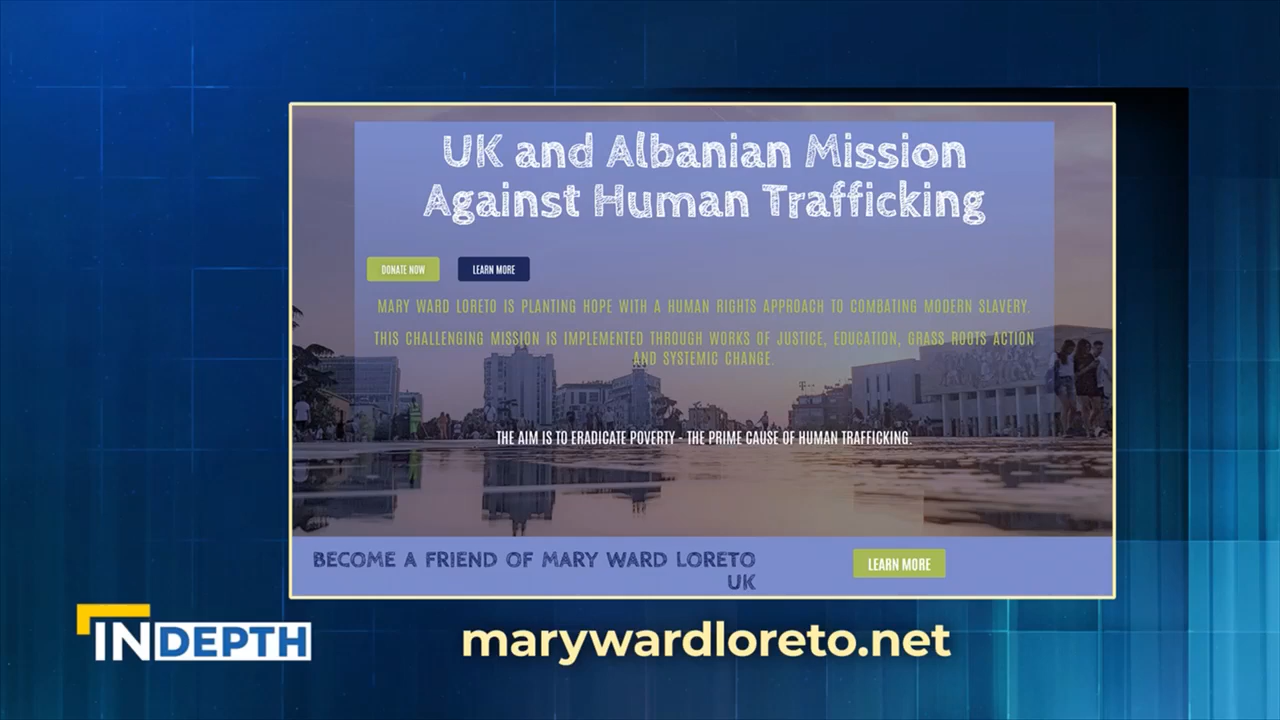 UK and Albanian Mission
Against Human Trafficking
DONATE NOW
LEARN MORE
MARY WARD LORETO IS PLANTING HOPE WITH A HUMAN RIGHTS APPROACH TO COMBATING MODERN SLAVERY.
THIS CHALLENGING MISSION IS IMPLEMENTED THROUGH WORKS OF JUSTICE, EDUCATION, GRASS ROOTS ACTION
AND SYSTEMIC CHANGE.
THE AIM IS TO ERADICATE POVERTY - THE PRIME CAUSE OF HUMAN TRAFFICKING.
BECOME A FRIEND OF MARY WARD LORETO
UK
LEARN MORE
INDEPTH
marywardloreto.net